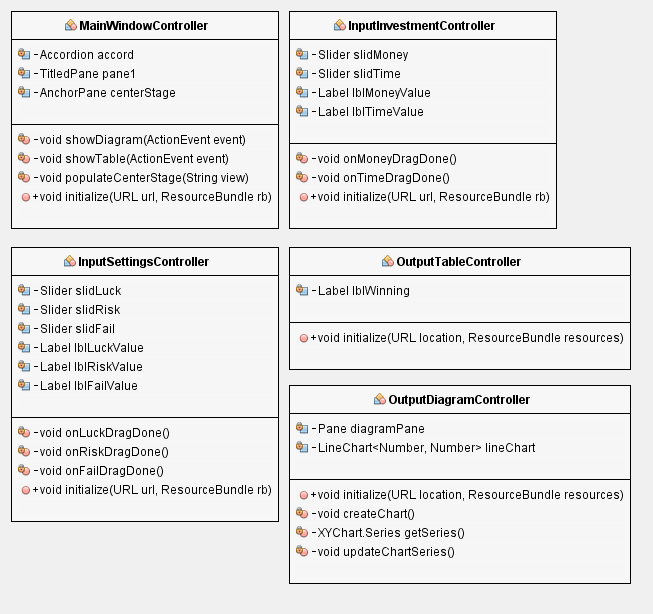 MainWindowController
- Accordion accord
- TitledPane pane1
- AnchorPane centerStage
- void showDiagram(ActionEvent event)
- void showTable(ActionEvent event)
- void populateCenterStage(String view)
+ void initialize(URL url, ResourceBundle rb)
InputInvestmentController
- Slider slidMoney
- Slider slidTime
- Label lblMoneyValue
- Label lblTimeValue
- void onMoneyDragDone()
- void onTimeDragDone()
+ void initialize(URL url, ResourceBundle rb)
InputSettingsController
- Slider slidLuck
- Slider slidRisk
- Slider slidFail
- Label lblLuckValue
- Label lblRiskValue
- Label lblFailValue
- void onLuckDragDone()
- void onRiskDragDone()
- void onFailDragDone()
+ void initialize(URL url, ResourceBundle rb)
OutputTableController
- Label lblWinning
+ void initialize(URL location, ResourceBundle resources)
OutputDiagramController
- Pane diagramPane
- LineChart<Number, Number> lineChart
+ void initialize(URL location, ResourceBundle resources)
- void createChart()
- XYChart.Series getSeries()
- void updateChartSeries()